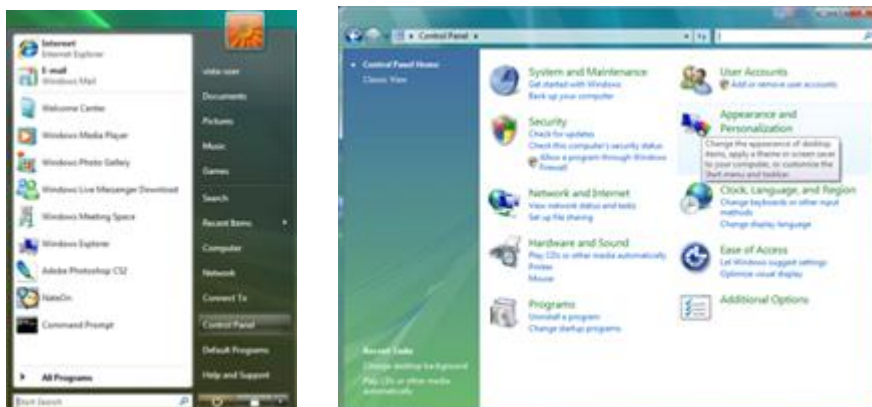 Internet
Internet Explorer
E-mail
Windows Mail
Welcome Center
Windows Media Player
Windows Photo Gallery
Windows Live Messenger Download
Windows Meeting Space
Windows Explorer
Adobe Photoshop CS2
NateOn
Command Prompt
All Programs
Start Search
vista user
Documents
Pictures
Music
Games
Search
Recent Items
Computer
Network
Connect To
Control Panel
Default Programs
Help and Support
Control Panel
Control Panel Home
Classic View
System and Maintenance
Get started with Windows
Back up your computer
Security
Check for updates
Check this computer's security status
Allow a program through Windows
Firewall
Network and Internet
View network status and tasks
Set up file sharing
Hardware and Sound
Play CDs or other media automatically
Printer
Mouse
Programs
Uninstall a program
Change startup programs
User Accounts
Add or remove user accounts
Appearance and
Personalization
Change the appearance of desktop
items, apply a theme or screen saver
to your computer, or customize the
Start menu and taskbar.
Clock, Language, and Region
Change keyboards or other input
methods
Change display language
Ease of Access
Let Windows suggest settings
Optimize visual display
Additional Options
Recent Tasks
Change desktop background
Play CDs or other media
automatically